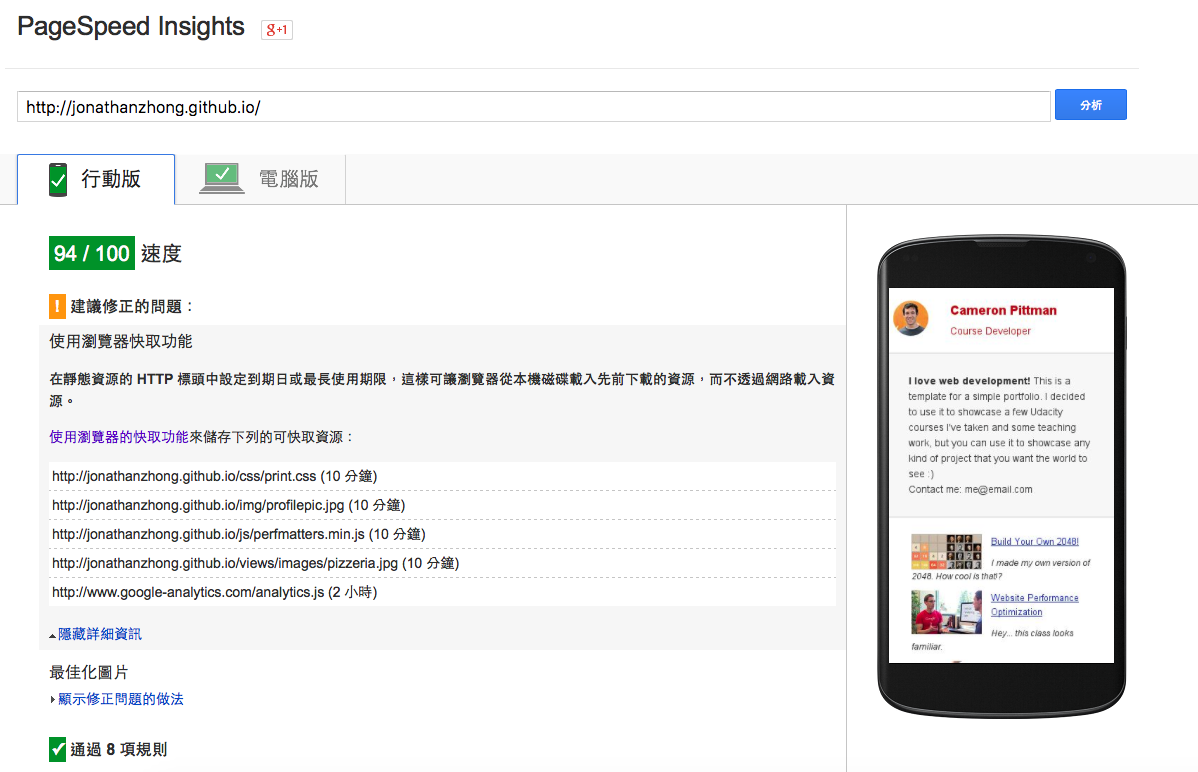 PageSpeed Insights
g+1
http://jonathanzhong.github.io/
分析
行動版
電腦版
94 / 100 速度
! 建議修正的問題：
使用瀏覽器快取功能
在靜態資源的 HTTP 標頭中設定到期日或最長使用期限，這樣可讓瀏覽器從本機磁碟載入先前下載的資源，而不透過網路載入資
源。
使用瀏覽器的快取功能來儲存下列的可快取資源：
http://jonathanzhong.github.io/css/print.css (10 分鐘)
http://jonathanzhong.github.io/img/profilepic.jpg (10 分鐘)
http://jonathanzhong.github.io/js/perfmatters.min.js (10 分鐘)
http://jonathanzhong.github.io/views/images/pizzeria.jpg (10 分鐘)
http://www.google-analytics.com/analytics.js (2 小時)
隱藏詳細資訊
最佳化圖片
顯示修正問題的做法
通過 8 項規則
Cameron Pittman
Course Developer
I love web development! This is a
template for a simple portfolio. I decided
to use it to showcase a few Udacity
courses I've taken and some teaching
work, but you can use it to showcase any
kind of project that you want the world to
see :)
Contact me: me@email.com
Build Your Own 2048!
I made my own version of
2048. How cool is that!?
Website Performance
Optimization
Hey... this class looks
familiar.